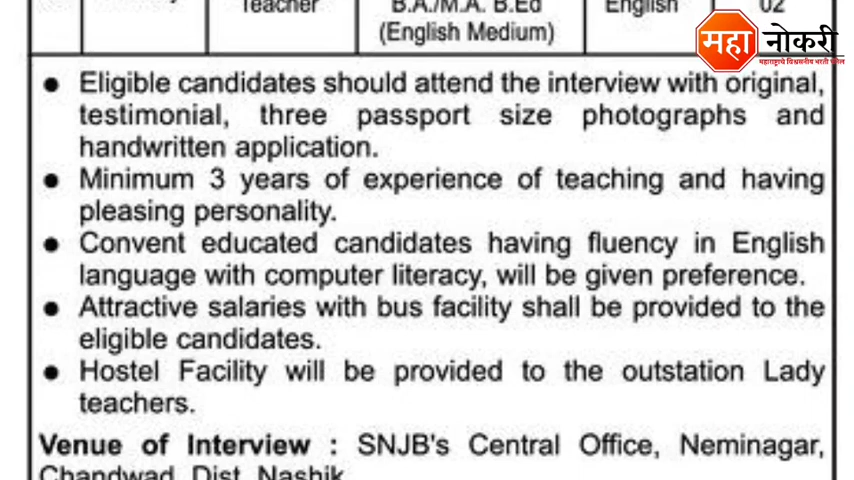 Teacher B.A./M.A. B.Ed English 02
(English Medium)
महा नोकरी
● Eligible candidates should attend the interview with original,
testimonial, three passport size photographs and
handwritten application.
● Minimum 3 years of experience of teaching and having
pleasing personality.
● Convent educated candidates having fluency in English
language with computer literacy, will be given preference.
● Attractive salaries with bus facility shall be provided to the
eligible candidates.
● Hostel Facility will be provided to the outstation Lady
teachers.
Venue of Interview : SNJB's Central Office, Neminagar,
Chandwad, Dist. Nashik